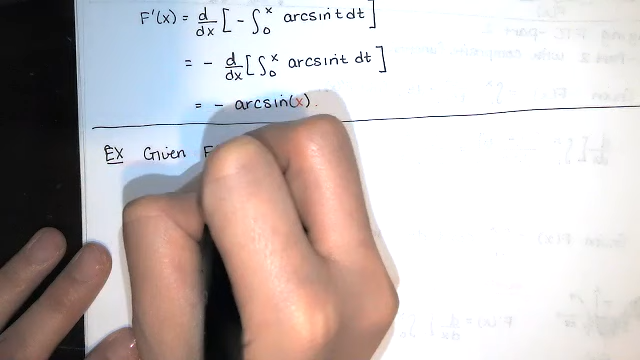 F'(x) = d/dx [ - ∫₀ˣ arcsin t dt ]
= - d/dx [ ∫₀ˣ arcsin t dt ]
= - arcsin(x).
EX Given F